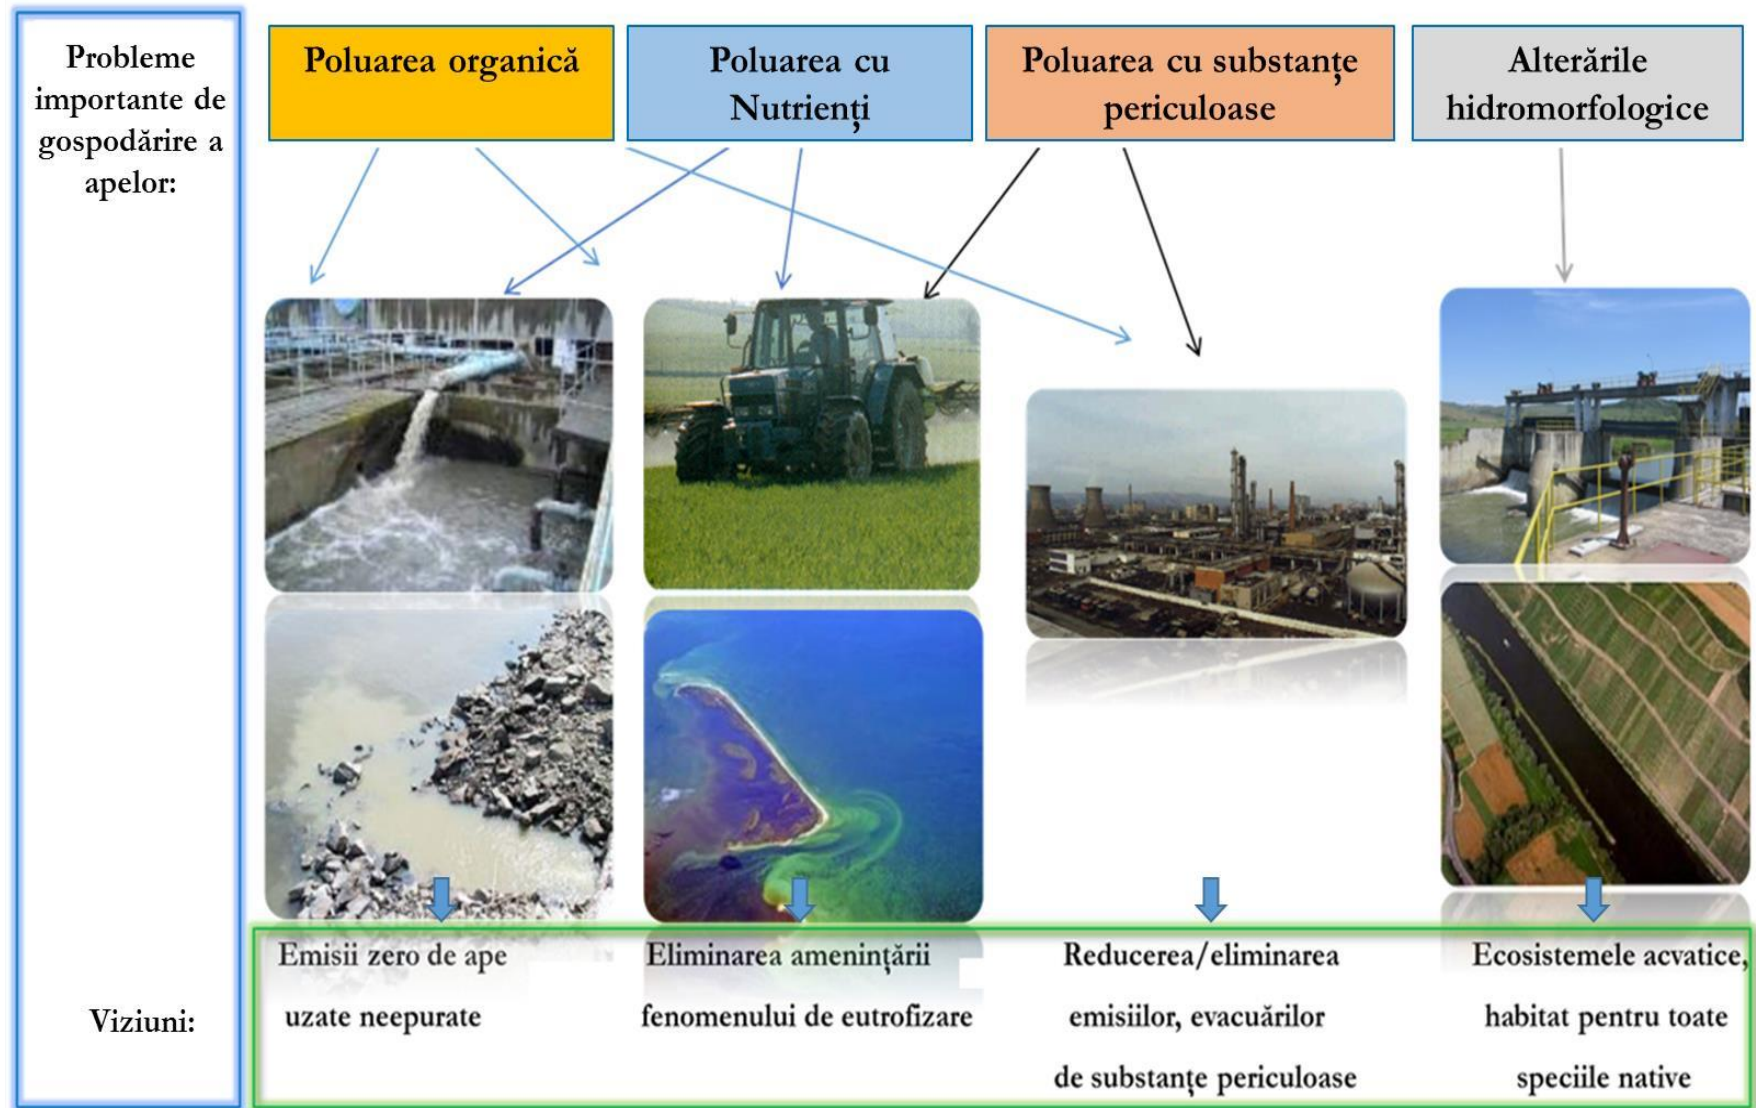 Probleme
importante de
gospodărire a
apelor:
Poluarea organică
Poluarea cu
Nutrienți
Poluarea cu substanțe
periculoase
Alterările
hidromorfologice
Viziuni:
Emisii zero de ape
uzate neepurate
Eliminarea amenințării
fenomenului de eutrofizare
Reducerea/eliminarea
emisiilor, evacuărilor
de substanțe periculoase
Ecosistemele acvatice,
habitat pentru toate
speciile native